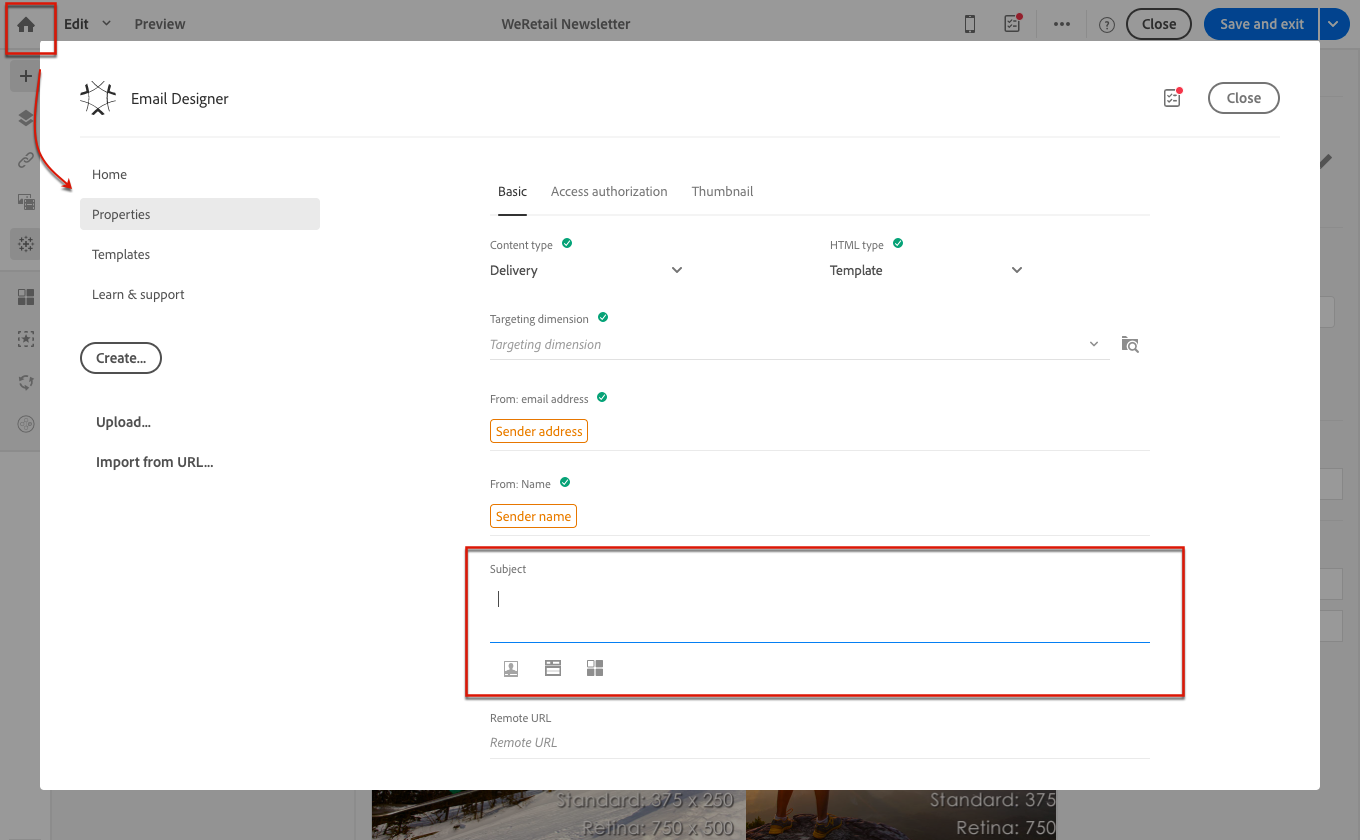 Edit
Preview
WeRetail Newsletter
Close
Save and exit
Email Designer
Close
Home
Properties
Templates
Learn & support
Create...
Upload...
Import from URL...
Basic Access authorization Thumbnail
Content type
Delivery
HTML type
Template
Targeting dimension
Targeting dimension
From: email address
Sender address
From: Name
Sender name
Subject
Remote URL
Remote URL
Standard: 375 x 250
Retina: 750 x 500
Standard: 375
Retina: 750